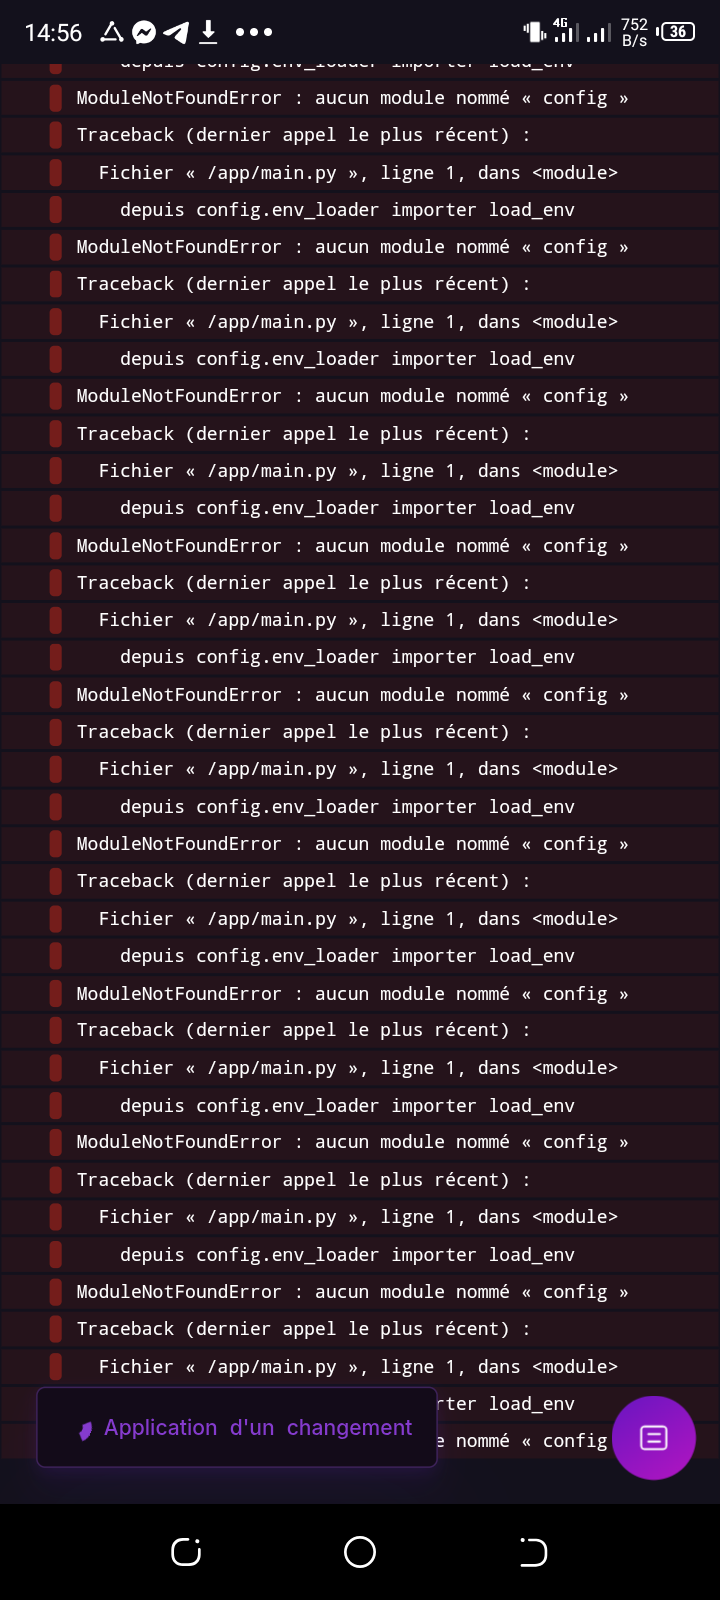 14:56 4G 752 B/s 36
depuis config.env_loader importer load_env
ModuleNotFoundError : aucun module nommé « config »
Traceback (dernier appel le plus récent) :
Fichier « /app/main.py », ligne 1, dans <module>
depuis config.env_loader importer load_env
ModuleNotFoundError : aucun module nommé « config »
Traceback (dernier appel le plus récent) :
Fichier « /app/main.py », ligne 1, dans <module>
depuis config.env_loader importer load_env
ModuleNotFoundError : aucun module nommé « config »
Traceback (dernier appel le plus récent) :
Fichier « /app/main.py », ligne 1, dans <module>
depuis config.env_loader importer load_env
ModuleNotFoundError : aucun module nommé « config »
Traceback (dernier appel le plus récent) :
Fichier « /app/main.py », ligne 1, dans <module>
depuis config.env_loader importer load_env
ModuleNotFoundError : aucun module nommé « config »
Traceback (dernier appel le plus récent) :
Fichier « /app/main.py », ligne 1, dans <module>
depuis config.env_loader importer load_env
ModuleNotFoundError : aucun module nommé « config »
Traceback (dernier appel le plus récent) :
Fichier « /app/main.py », ligne 1, dans <module>
depuis config.env_loader importer load_env
ModuleNotFoundError : aucun module nommé « config »
Traceback (dernier appel le plus récent) :
Fichier « /app/main.py », ligne 1, dans <module>
depuis config.env_loader importer load_env
ModuleNotFoundError : aucun module nommé « config »
Traceback (dernier appel le plus récent) :
Fichier « /app/main.py », ligne 1, dans <module>
depuis config.env_loader importer load_env
ModuleNotFoundError : aucun module nommé « config »
Traceback (dernier appel le plus récent) :
Fichier « /app/main.py », ligne 1, dans <module>
rter load_env
Application d'un changement
e nommé « config